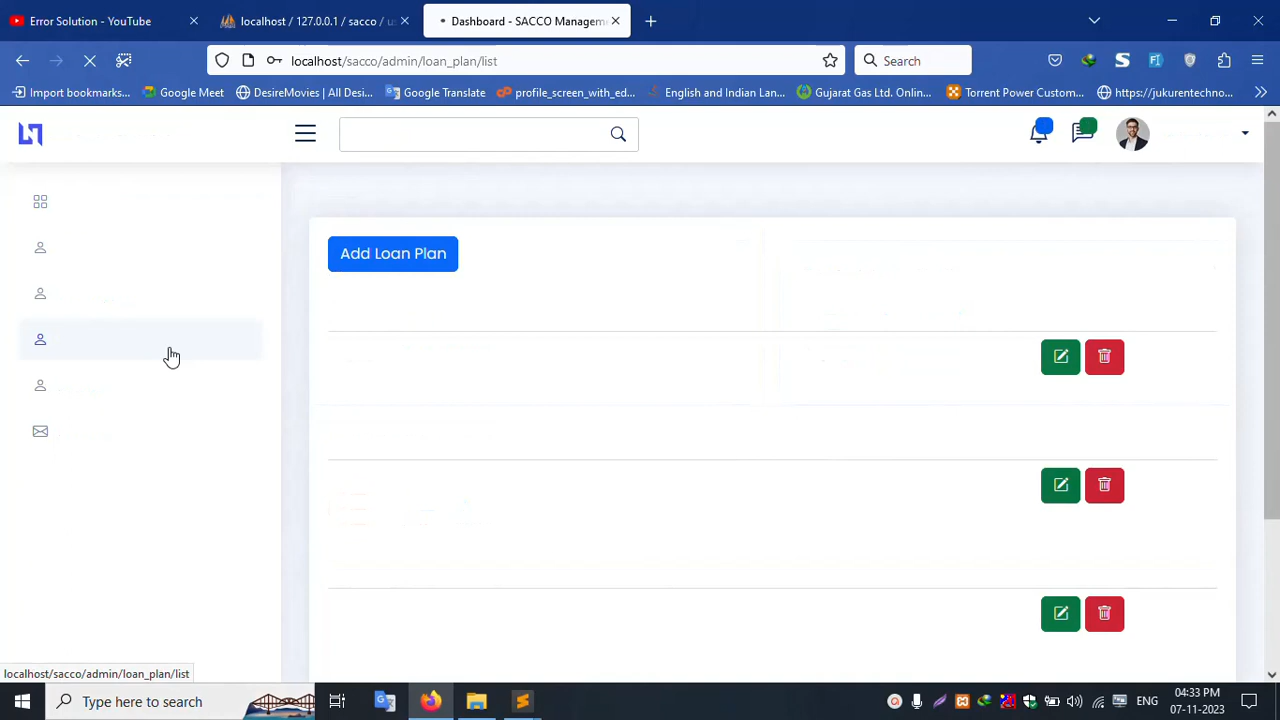 Error Solution - YouTube
localhost / 127.0.0.1 / sacco / u
Dashboard - SACCO Managem
localhost/sacco/admin/loan_plan/list
Search
Import bookmarks...
Google Meet
DesireMovies | All Desi...
Google Translate
profile_screen_with_ed...
English and Indian Lan...
Gujarat Gas Ltd. Onlin...
Torrent Power Custom...
https://jukurentechno...
Add Loan Plan
localhost/sacco/admin/loan_plan/list
Type here to search
ENG
04:33 PM
07-11-2023